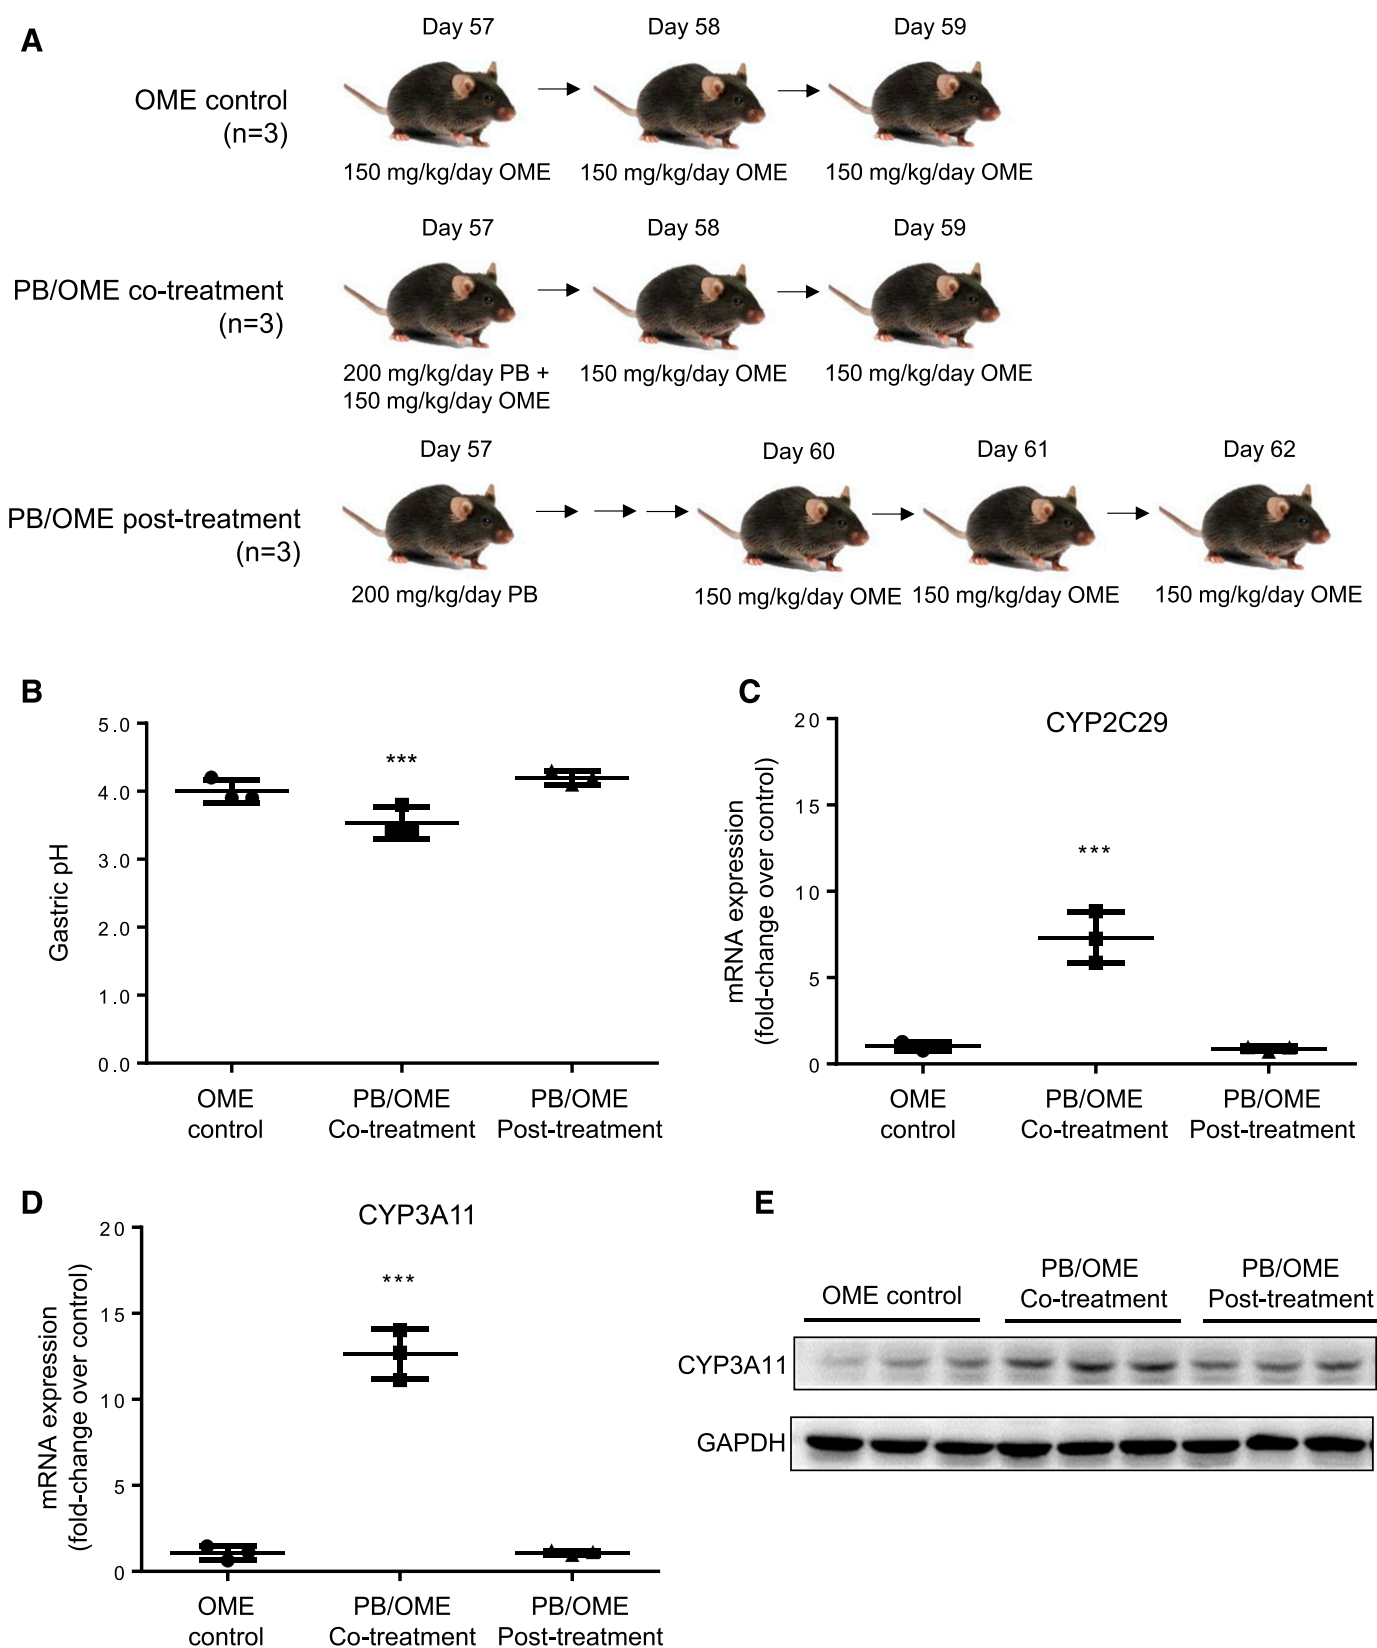 A
Day 57
Day 58
Day 59
OME control
(n=3)
150 mg/kg/day OME
150 mg/kg/day OME
150 mg/kg/day OME
Day 57
Day 58
Day 59
PB/OME co-treatment
(n=3)
200 mg/kg/day PB +
150 mg/kg/day OME
150 mg/kg/day OME
150 mg/kg/day OME
Day 57
Day 60
Day 61
Day 62
PB/OME post-treatment
(n=3)
200 mg/kg/day PB
150 mg/kg/day OME
150 mg/kg/day OME
150 mg/kg/day OME
B
Gastric pH
5.0
4.0
3.0
2.0
1.0
0.0
***
OME
control
PB/OME
Co-treatment
PB/OME
Post-treatment
C
CYP2C29
mRNA expression
(fold-change over control)
20
15
10
5
0
***
OME
control
PB/OME
Co-treatment
PB/OME
Post-treatment
D
CYP3A11
mRNA expression
(fold-change over control)
20
15
10
5
0
***
OME
control
PB/OME
Co-treatment
PB/OME
Post-treatment
E
OME control
PB/OME
Co-treatment
PB/OME
Post-treatment
CYP3A11
GAPDH